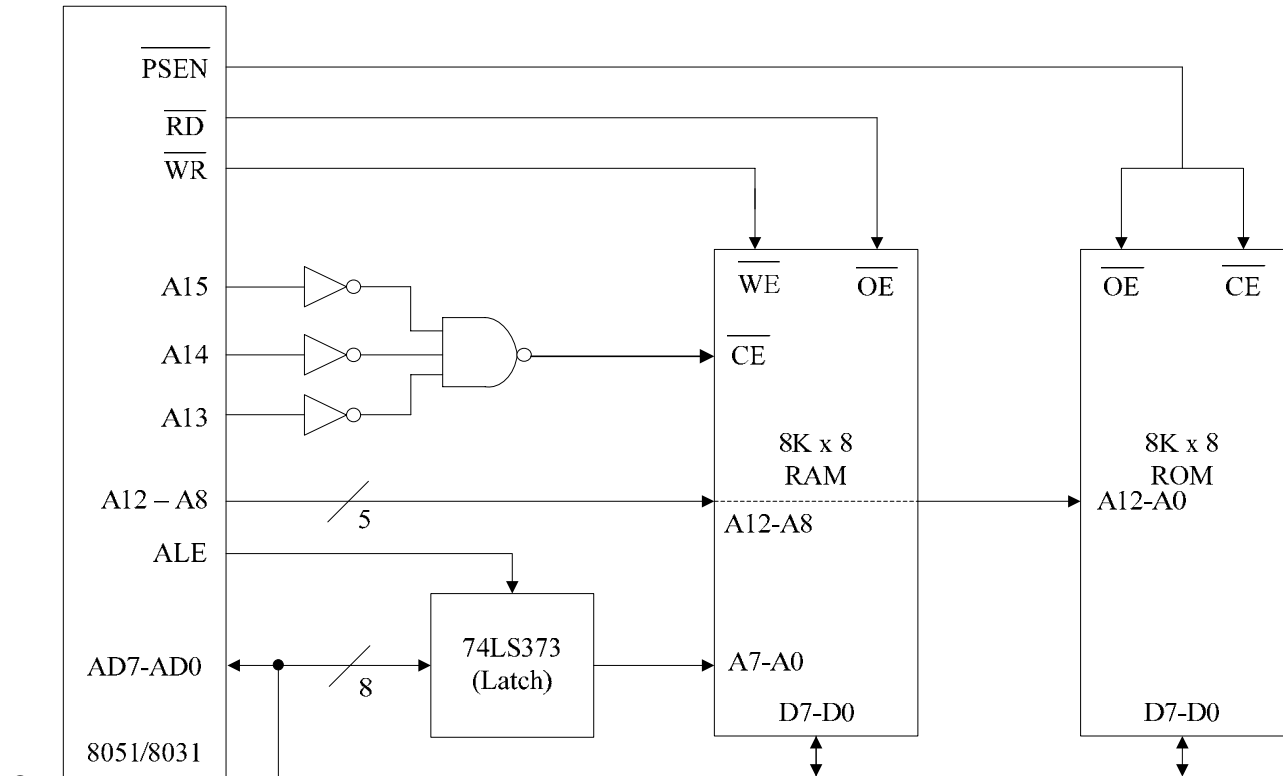 PSEN
RD
WR
A15
A14
A13
A12 – A8
5
ALE
AD7-AD0
8
8051/8031
74LS373
(Latch)
WE
OE
CE
8K x 8
RAM
A12-A8
A7-A0
D7-D0
OE
CE
8K x 8
ROM
A12-A0
D7-D0